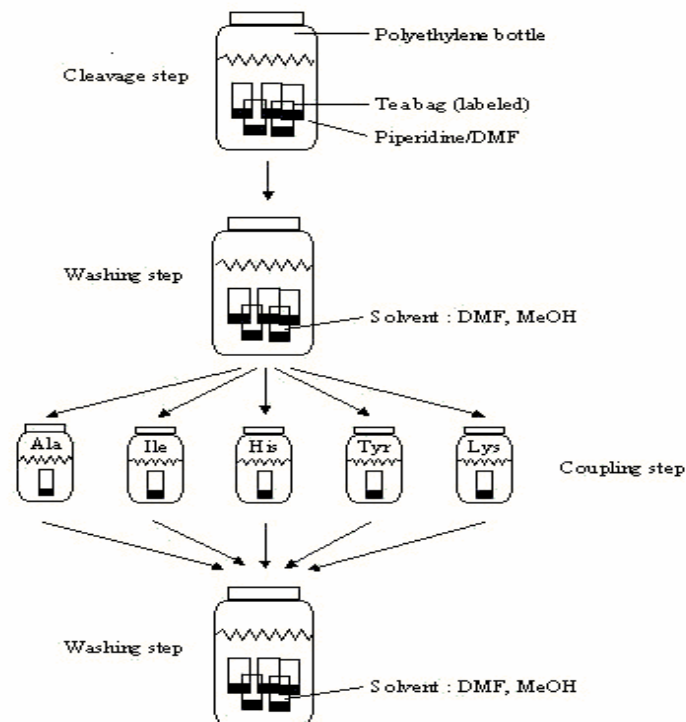 Polyethylene bottle
Cleavage step
Teabag (labeled)
Piperidine/DMF
Washing step
Solvent : DMF, MeOH
Ala
Ile
His
Tyr
Lys
Coupling step
Washing step
Solvent : DMF, MeOH